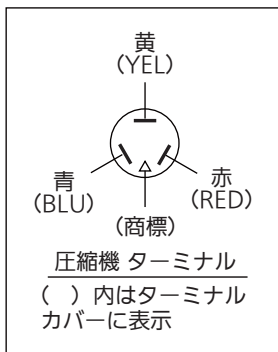 黄
(YEL)
青
(BLU)
赤
(RED)
(商標)
圧縮機 ターミナル
(　)内はターミナル
カバーに表示